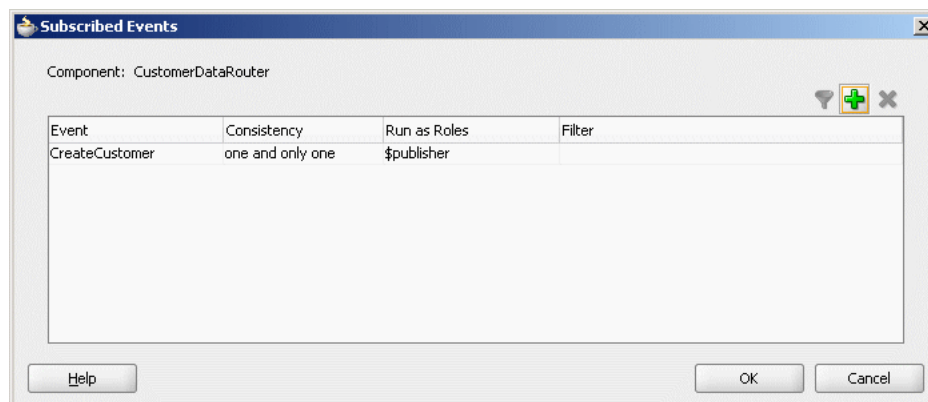 Subscribed Events
Component: CustomerDataRouter
Event Consistency Run as Roles Filter
CreateCustomer one and only one $publisher
Help OK Cancel